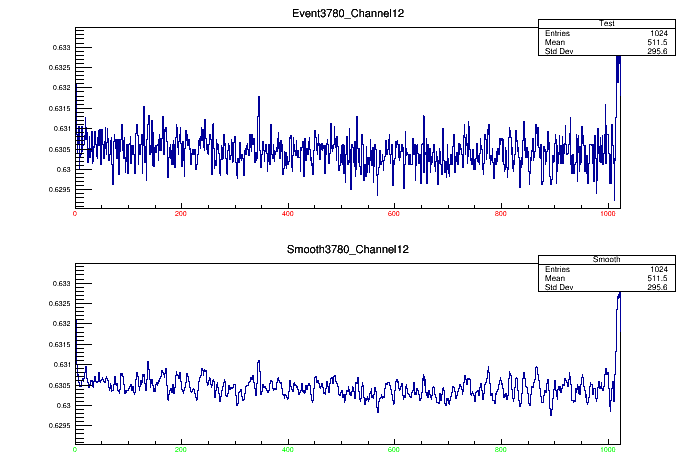 Event3780_Channel12
Test
Entries 1024
Mean 511.5
Std Dev 295.6
0.633
0.6325
0.632
0.6315
0.631
0.6305
0.63
0.6295
0 200 400 600 800 1000
Smooth3780_Channel12
Smooth
Entries 1024
Mean 511.5
Std Dev 295.6
0.633
0.6325
0.632
0.6315
0.631
0.6305
0.63
0.6295
0 200 400 600 800 1000